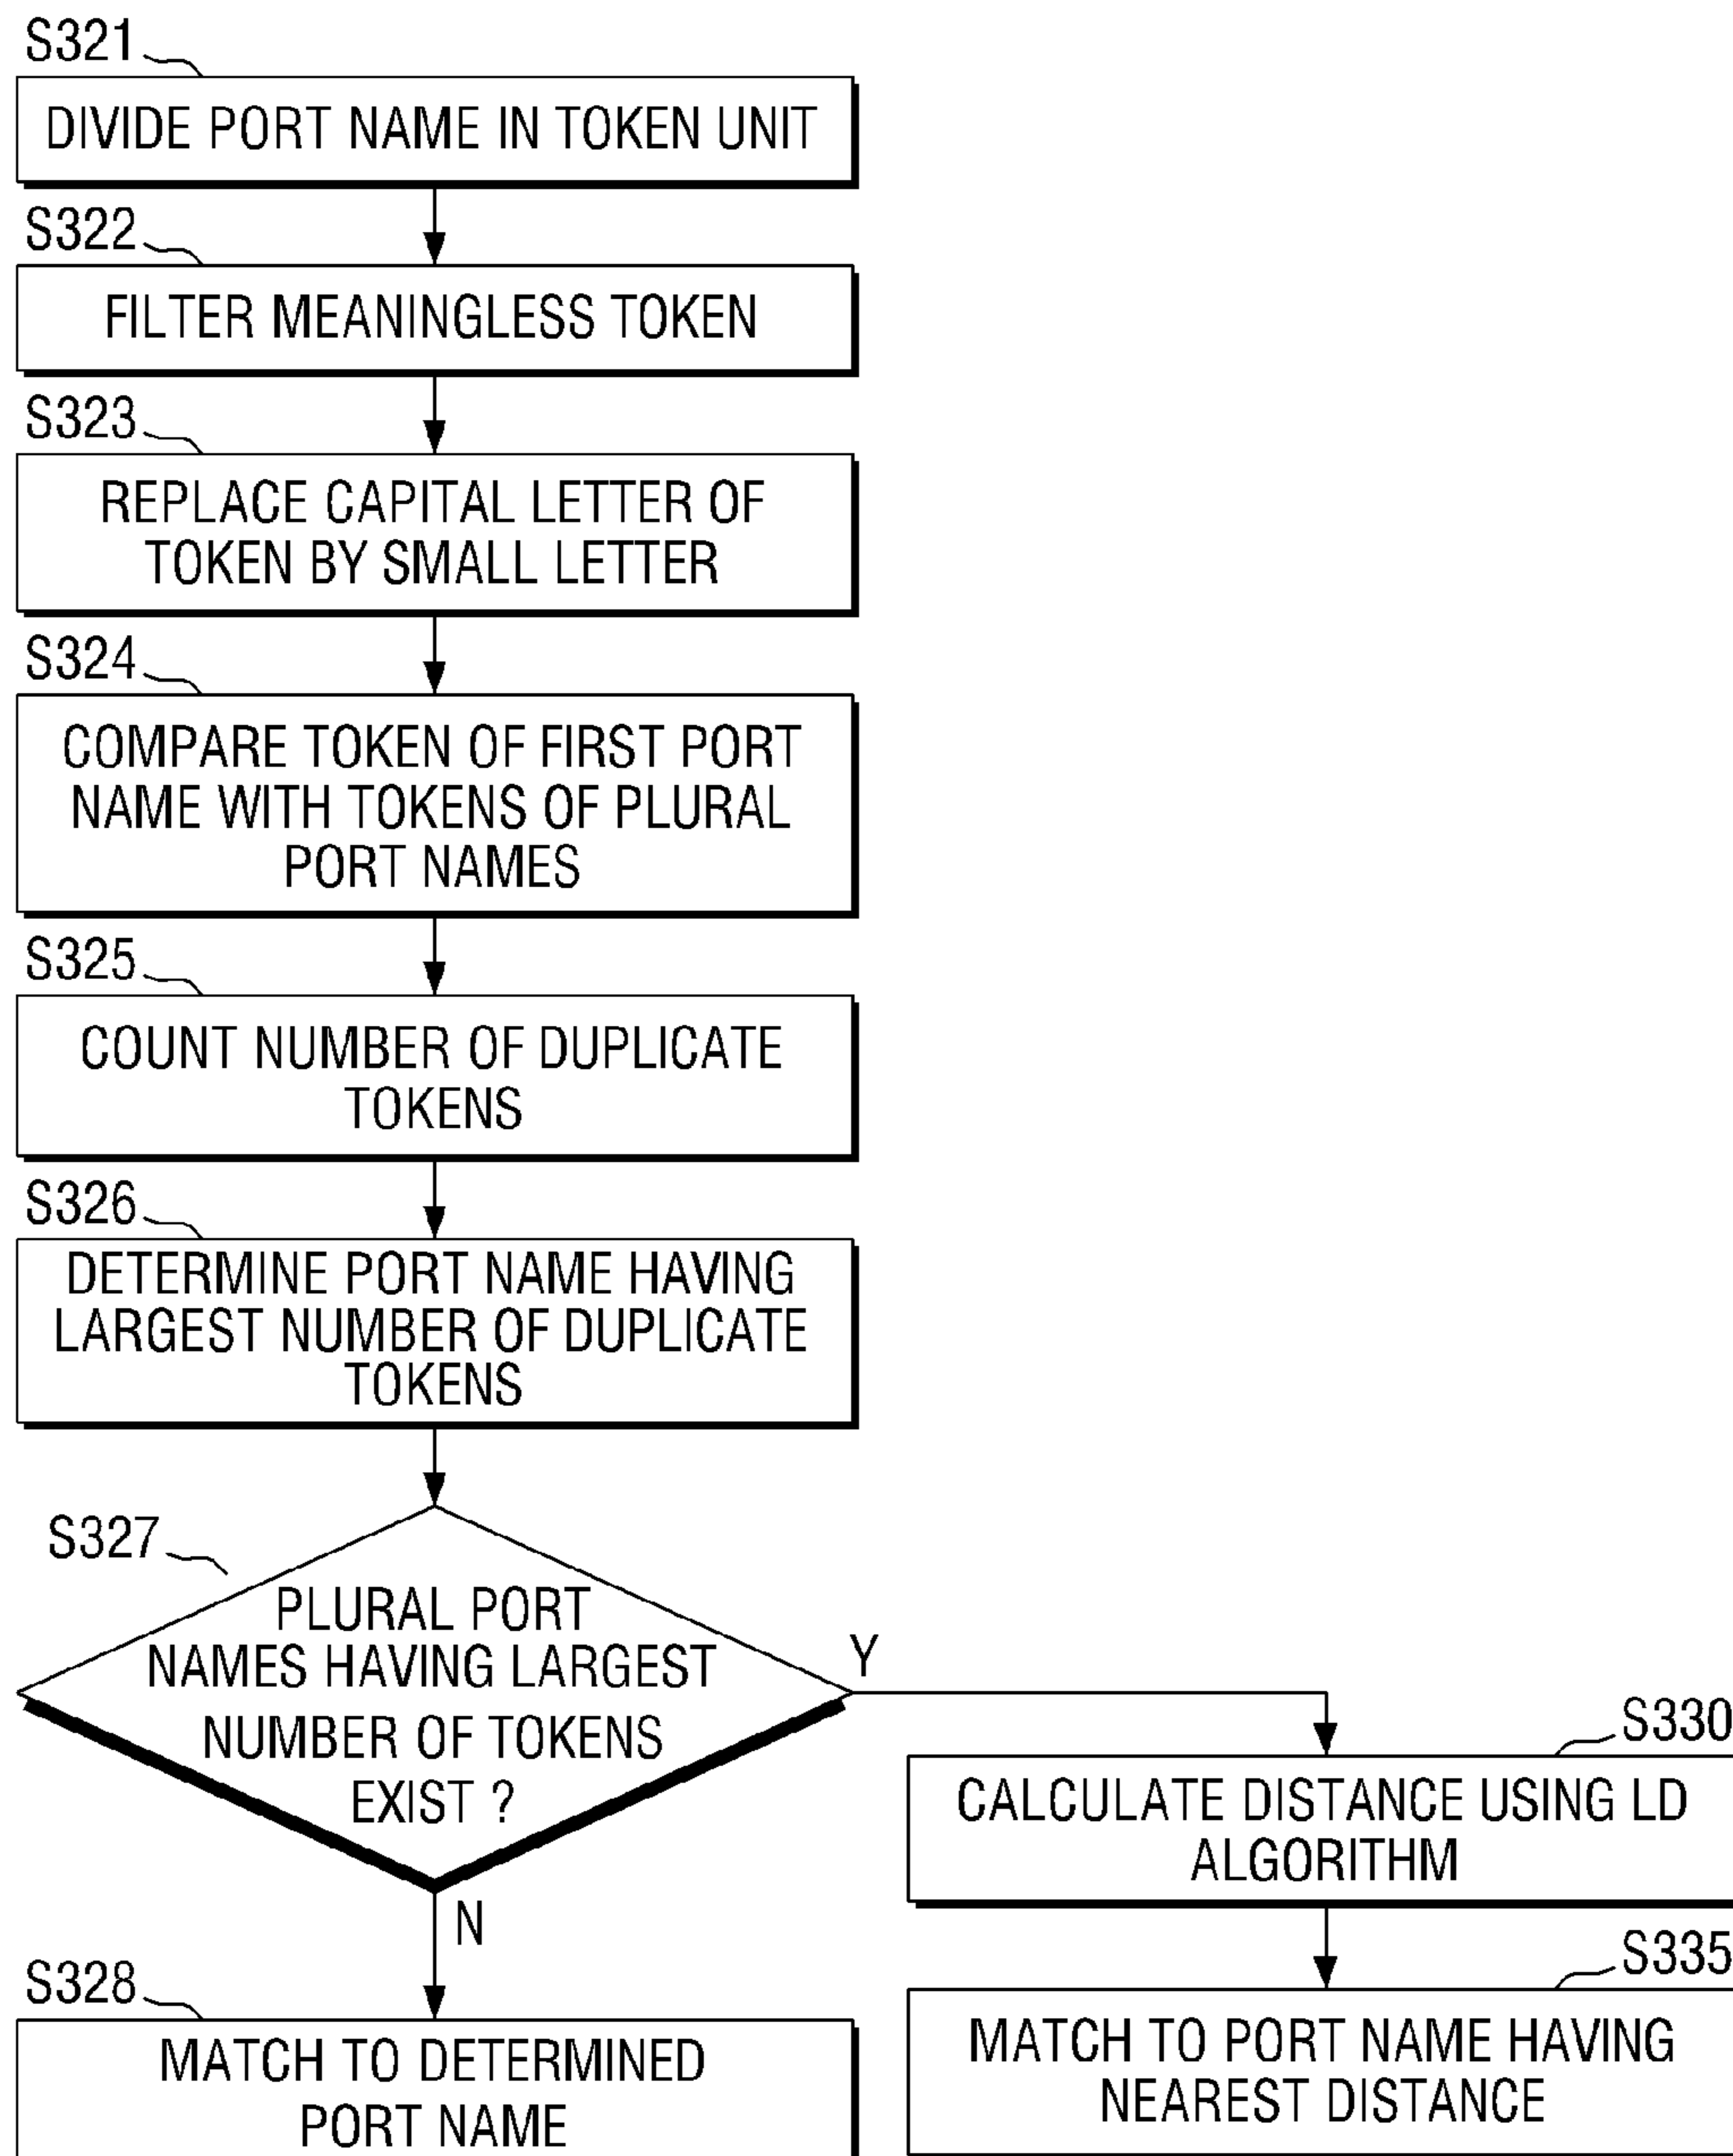 S321
DIVIDE PORT NAME IN TOKEN UNIT
S322
FILTER MEANINGLESS TOKEN
S323
REPLACE CAPITAL LETTER OF
TOKEN BY SMALL LETTER
S324
COMPARE TOKEN OF FIRST PORT
NAME WITH TOKENS OF PLURAL
PORT NAMES
S325
COUNT NUMBER OF DUPLICATE
TOKENS
S326
DETERMINE PORT NAME HAVING
LARGEST NUMBER OF DUPLICATE
TOKENS
S327
PLURAL PORT
NAMES HAVING LARGEST
NUMBER OF TOKENS
EXIST ?
Y
N
S328
MATCH TO DETERMINED
PORT NAME
S330
CALCULATE DISTANCE USING LD
ALGORITHM
S335
MATCH TO PORT NAME HAVING
NEAREST DISTANCE